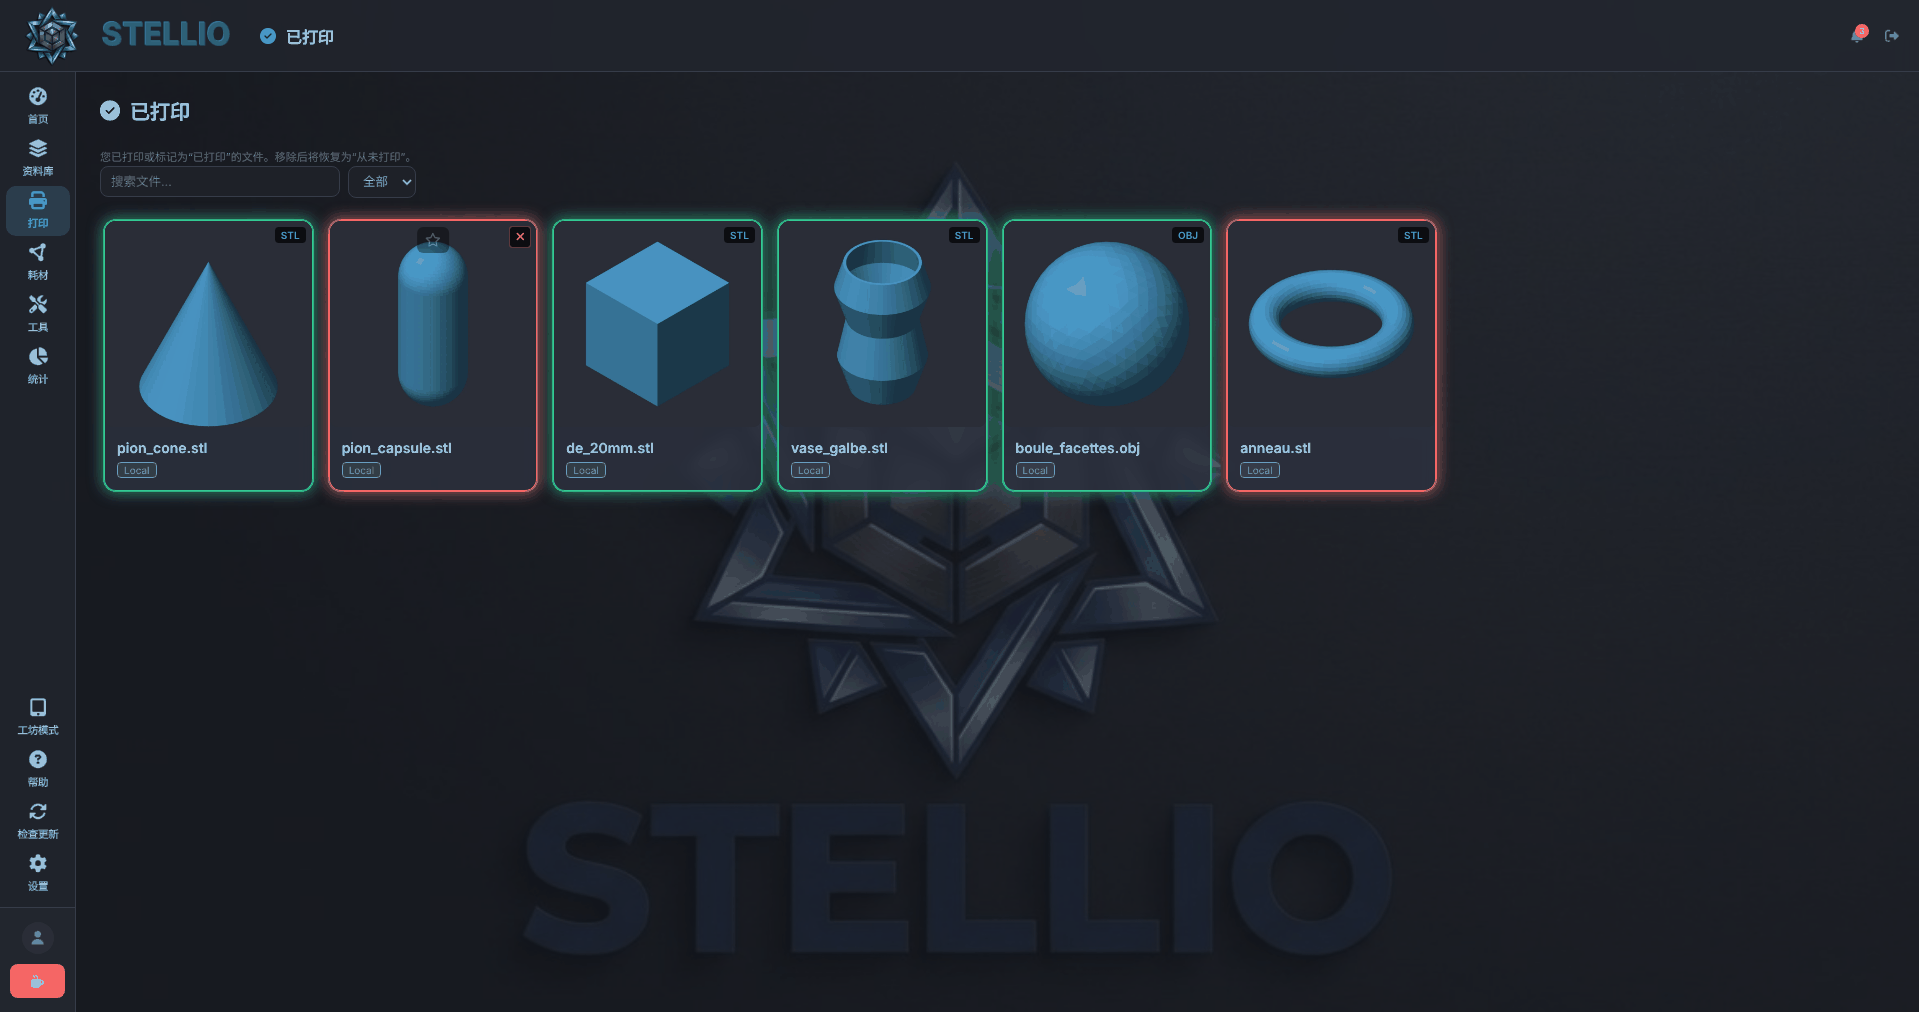 STELLIO
已打印
3
首页
资料库
打印
耗材
工具
统计
工坊模式
帮助
检查更新
设置
已打印
您已打印或标记为“已打印”的文件。移除后将恢复为“从未打印”。
搜索文件...
全部
STL
pion_cone.stl
Local
pion_capsule.stl
Local
STL
de_20mm.stl
Local
STL
vase_galbe.stl
Local
OBJ
boule_facettes.obj
Local
STL
anneau.stl
Local
STELLIO